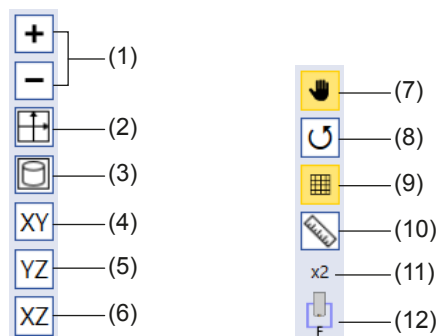 (1)
(2)
(3)
XY (4)
YZ (5)
XZ (6)
(7)
(8)
(9)
(10)
x2 (11)
F (12)